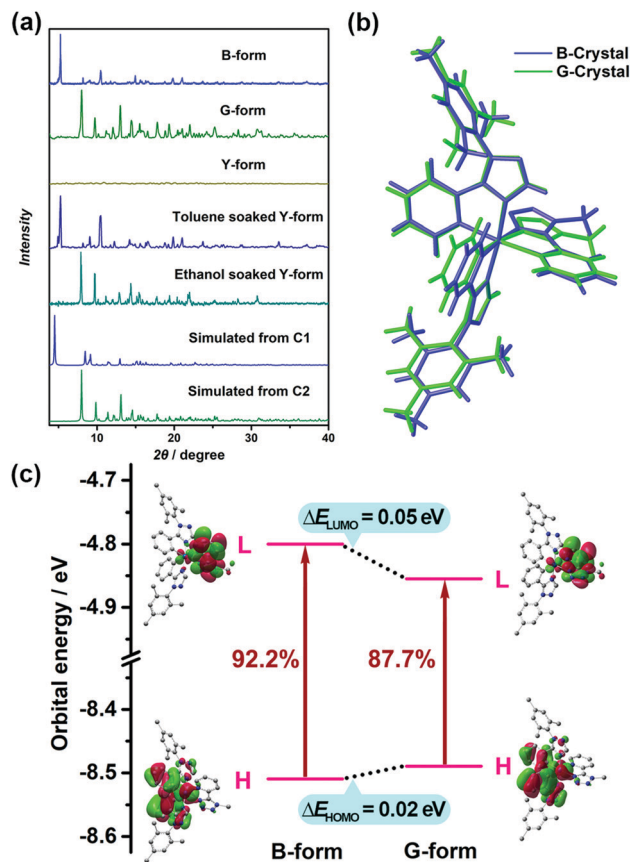 (a)
B-form
G-form
Y-form
Toluene soaked Y-form
Ethanol soaked Y-form
Simulated from C1
Simulated from C2
Intensity
10 20 30 40
2θ / degree
(b)
B-Crystal
G-Crystal
(c)
Orbital energy / eV
-4.7
-4.8
-4.9
-8.4
-8.5
-8.6
ΔE_LUMO = 0.05 eV
L
L
92.2%
87.7%
H
H
ΔE_HOMO = 0.02 eV
B-form G-form